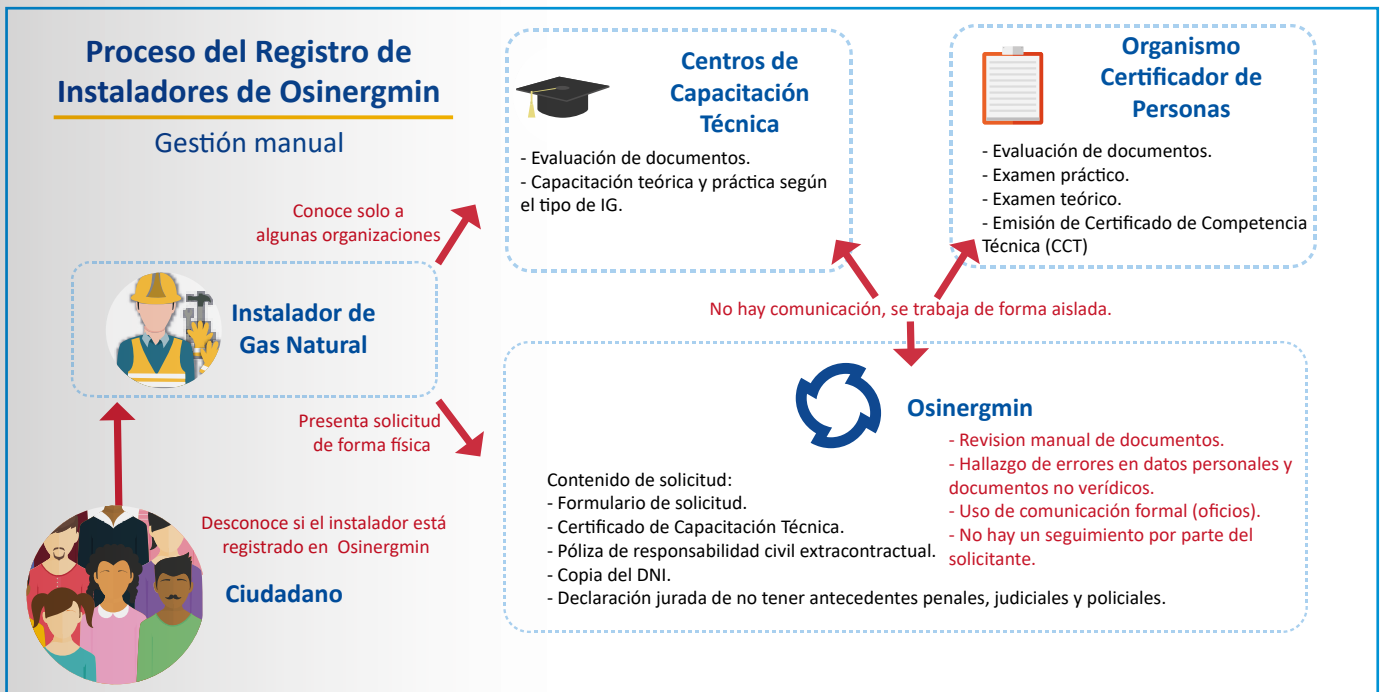 Proceso del Registro de
Instaladores de Osinergmin
Gestión manual
Centros de
Capacitación
Técnica
- Evaluación de documentos.
- Capacitación teórica y práctica según
el tipo de IG.
Organismo
Certificador de
Personas
- Evaluación de documentos.
- Examen práctico.
- Examen teórico.
- Emisión de Certificado de Competencia
Técnica (CCT)
Conoce solo a
algunas organizaciones
Instalador de
Gas Natural
No hay comunicación, se trabaja de forma aislada.
Presenta solicitud
de forma física
Desconoce si el instalador está
registrado en Osinergmin
Ciudadano
Osinergmin
- Revision manual de documentos.
- Hallazgo de errores en datos personales y
documentos no verídicos.
- Uso de comunicación formal (oficios).
- No hay un seguimiento por parte del
solicitante.
Contenido de solicitud:
- Formulario de solicitud.
- Certificado de Capacitación Técnica.
- Póliza de responsabilidad civil extracontractual.
- Copia del DNI.
- Declaración jurada de no tener antecedentes penales, judiciales y policiales.